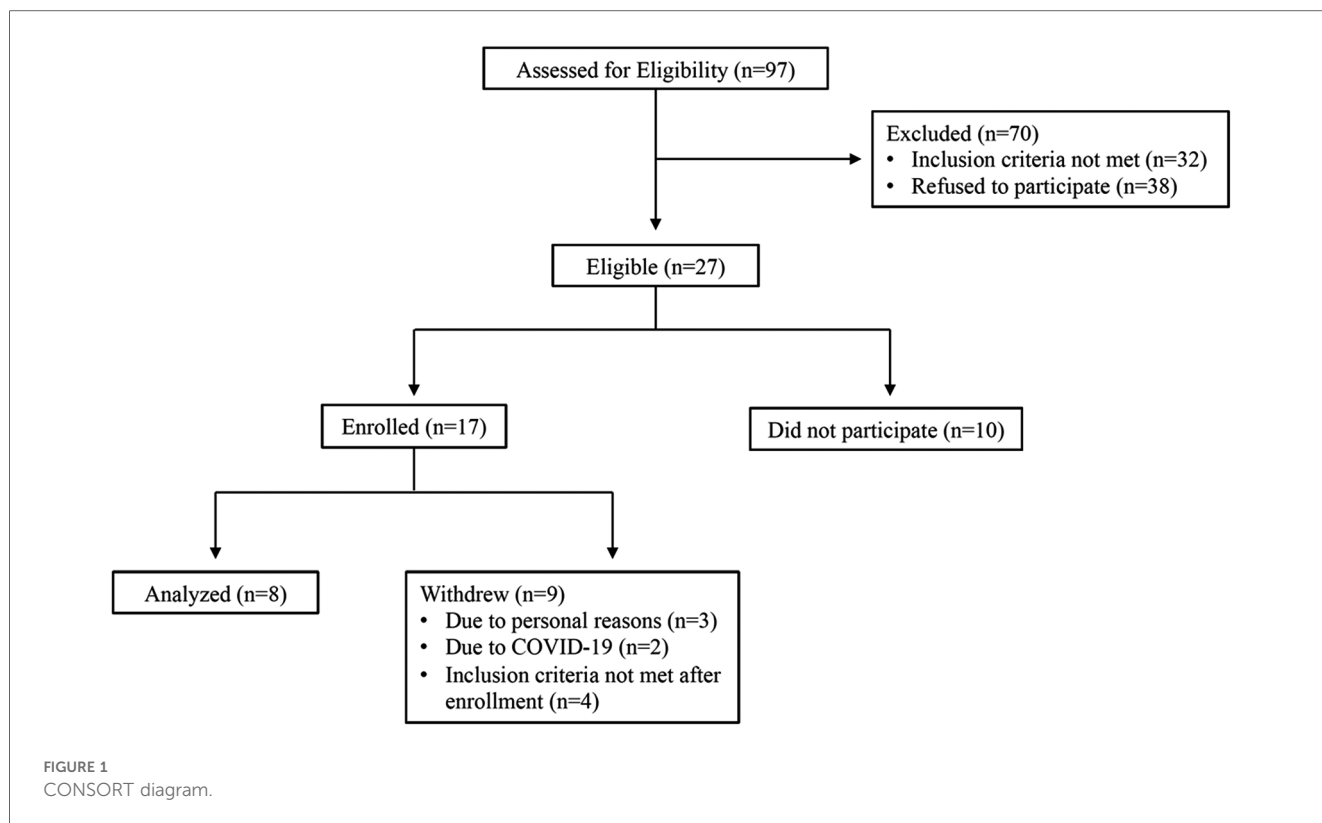 Assessed for Eligibility (n=97)
Excluded (n=70)
• Inclusion criteria not met (n=32)
• Refused to participate (n=38)
Eligible (n=27)
Enrolled (n=17)
Did not participate (n=10)
Analyzed (n=8)
Withdrew (n=9)
• Due to personal reasons (n=3)
• Due to COVID-19 (n=2)
• Inclusion criteria not met after
enrollment (n=4)
FIGURE 1
CONSORT diagram.